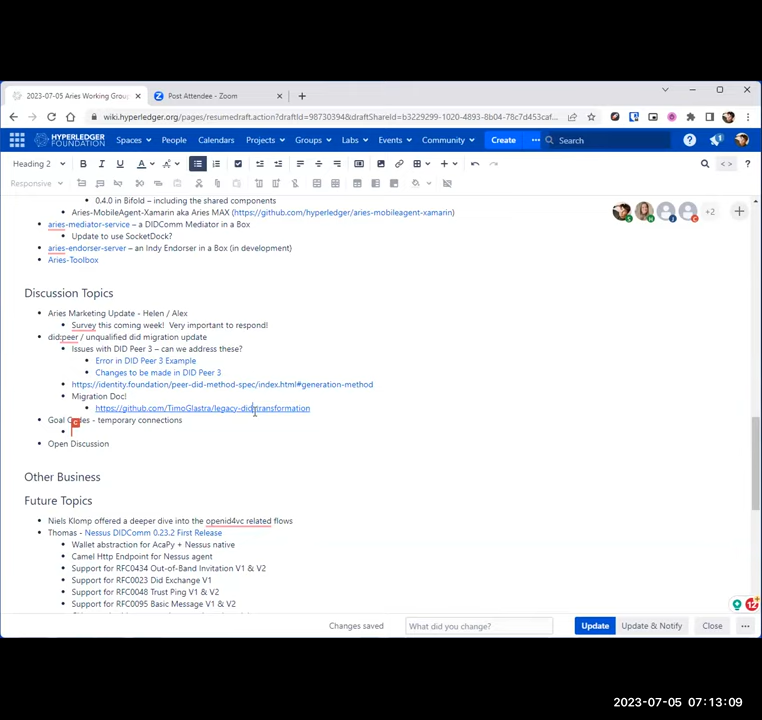 2023-07-05 Aries Working Grou
Post Attendee - Zoom
wiki.hyperledger.org/pages/resumedraft.action?draftId=98730394&draftShareId=b3229299-1020-4893-8b04-78c7d453caf...
HYPERLEDGER FOUNDATION Spaces People Calendars Projects Groups Labs Events Community Create Search
Heading 2 B I U A
Responsive
0.4.0 in Bifold – including the shared components
Aries-MobileAgent-Xamarin aka Aries MAX (https://github.com/hyperledger/aries-mobileagent-xamarin)
+2
aries-mediator-service – a DIDComm Mediator in a Box
Update to use SocketDock?
aries-endorser-server – an Indy Endorser in a Box (in development)
Aries-Toolbox
Discussion Topics
Aries Marketing Update - Helen / Alex
Survey this coming week! Very important to respond!
did:peer / unqualified did migration update
Issues with DID Peer 3 – can we address these?
Error in DID Peer 3 Example
Changes to be made in DID Peer 3
https://identity.foundation/peer-did-method-spec/index.html#generation-method
Migration Doc!
https://github.com/TimoGlastra/legacy-did-transformation
Goal Codes - temporary connections
C
Open Discussion
Other Business
Future Topics
Niels Klomp offered a deeper dive into the openid4vc related flows
Thomas - Nessus DIDComm 0.23.2 First Release
Wallet abstraction for AcaPy + Nessus native
Camel Http Endpoint for Nessus agent
Support for RFC0434 Out-of-Band Invitation V1 & V2
Support for RFC0023 Did Exchange V1
Support for RFC0048 Trust Ping V1 & V2
Support for RFC0095 Basic Message V1 & V2
12
Changes saved What did you change? Update Update & Notify Close
2023-07-05 07:13:09